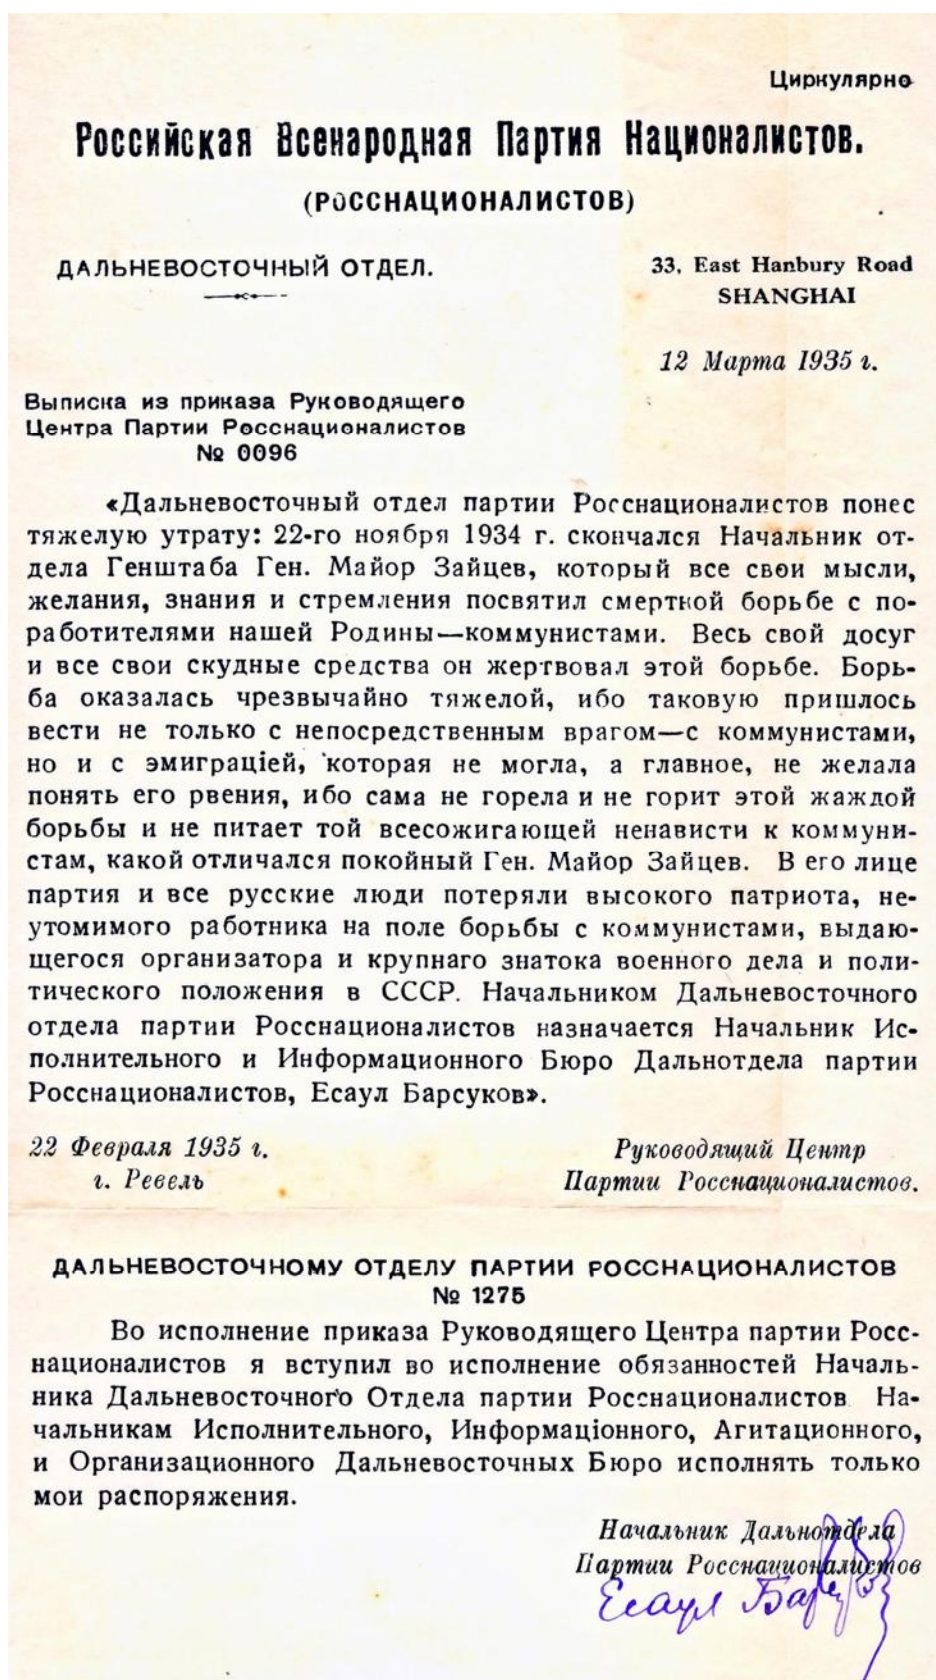 Циркулярно
Российская Всенародная Партия Националистов.
(РОССНАЦИОНАЛИСТОВ)
ДАЛЬНЕВОСТОЧНЫЙ ОТДЕЛ.
33, East Hanbury Road
SHANGHAI
12 Марта 1935 г.
Выписка из приказа Руководящего
Центра Партии Росснационалистов
№ 0096
«Дальневосточный отдел партии Росснационалистов понес
тяжелую утрату: 22-го ноября 1934 г. скончался Начальник от-
дела Генштаба Ген. Майор Зайцев, который все свои мысли,
желания, знания и стремления посвятил смертной борьбе с по-
работителями нашей Родины—коммунистами. Весь свой досуг
и все свои скудные средства он жертвовал этой борьбе. Борь-
ба оказалась чрезвычайно тяжелой, ибо таковую пришлось
вести не только с непосредственным врагом—с коммунистами,
но и с эмиграціей, которая не могла, а главное, не желала
понять его рвения, ибо сама не горела и не горит этой жаждой
борьбы и не питает той всесожигающей ненависти к коммуни-
стам, какой отличался покойный Ген. Майор Зайцев. В его лице
партия и все русские люди потеряли высокого патриота, не-
утомимого работника на поле борьбы с коммунистами, выдаю-
щегося организатора и крупнаго знатока военного дела и поли-
тического положения в СССР. Начальником Дальневосточного
отдела партии Росснационалистов назначается Начальник Ис-
полнительного и Информационного Бюро Дальнотдела партии
Росснационалистов, Есаул Барсуков».
22 Февраля 1935 г.
г. Ревель
Руководящий Центр
Партии Росснационалистов.
ДАЛЬНЕВОСТОЧНОМУ ОТДЕЛУ ПАРТИИ РОССНАЦИОНАЛИСТОВ
№ 1275
Во исполнение приказа Руководящего Центра партии Росс-
националистов я вступил во исполнение обязанностей Началь-
ника Дальневосточного Отдела партии Росснационалистов На-
чальникам Исполнительного, Информаціонного, Агитационного,
и Организационного Дальневосточных Бюро исполнять только
мои распоряжения.
Начальник Дальнотдела
Партии Росснационалистов
Есаул